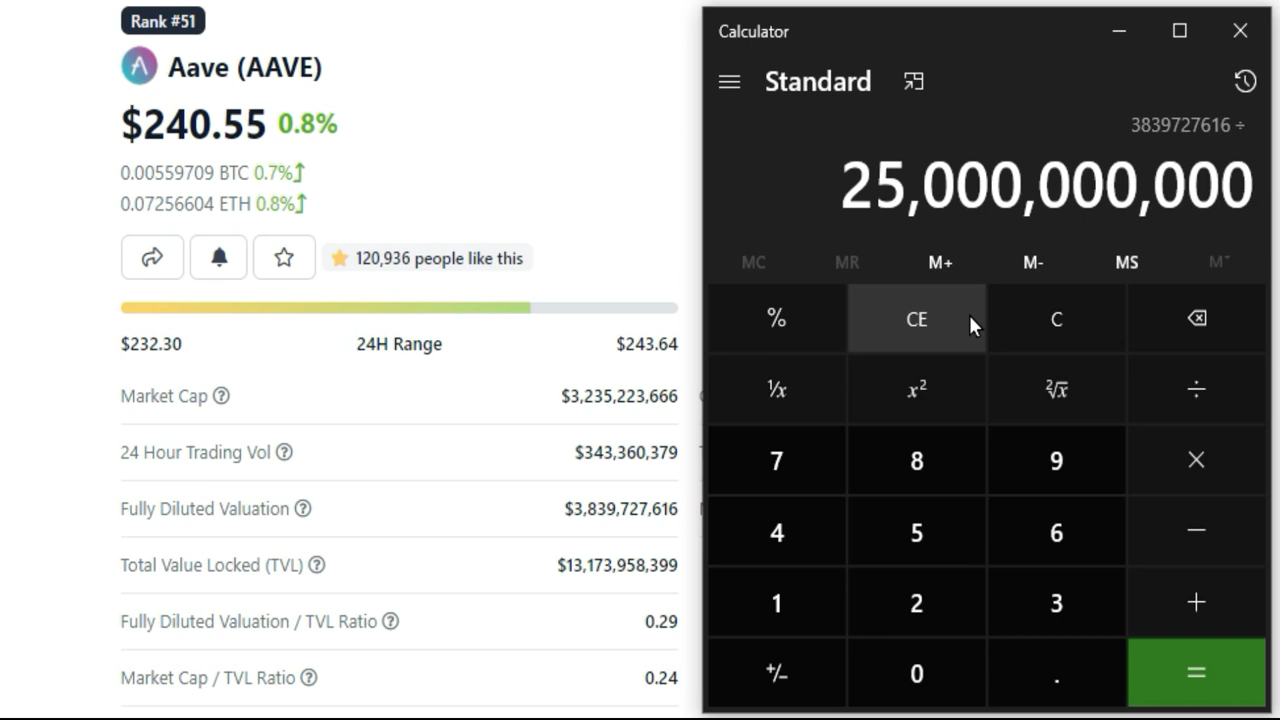 Rank #51
Aave (AAVE)
$240.55 0.8%
0.00559709 BTC 0.7%
0.07256604 ETH 0.8%
120,936 people like this
$232.30 24H Range $243.64
Market Cap ? $3,235,223,666
24 Hour Trading Vol ? $343,360,379
Fully Diluted Valuation ? $3,839,727,616
Total Value Locked (TVL) ? $13,173,958,399
Fully Diluted Valuation / TVL Ratio ? 0.29
Market Cap / TVL Ratio ? 0.24
Calculator
Standard
3839727616 ÷
25,000,000,000
MC MR M+ M- MS M˅
% CE C
⅟x x² ²√x ÷
7 8 9 ×
4 5 6 −
1 2 3 +
+/− 0 . =